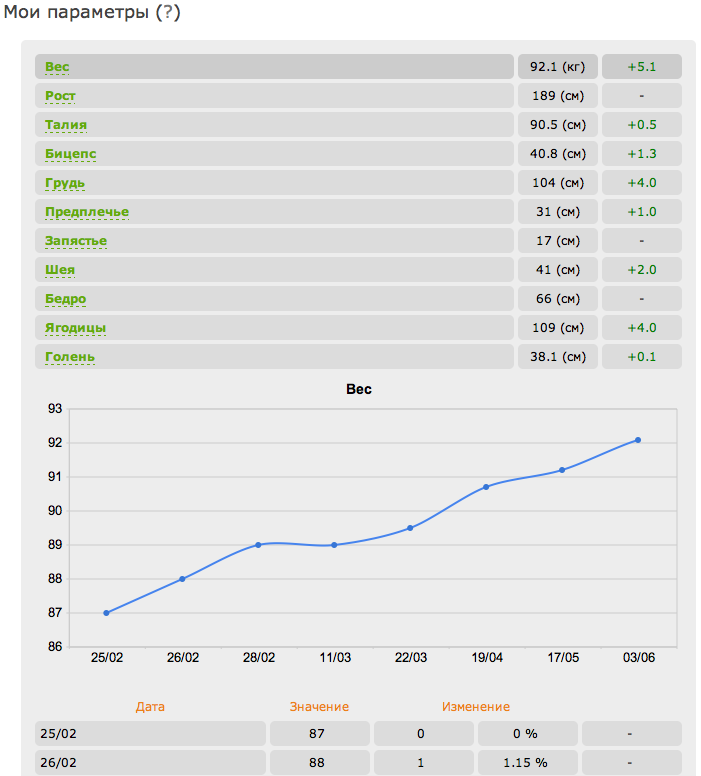 Мои параметры (?)
Вес 92.1 (кг) +5.1
Рост 189 (см) -
Талия 90.5 (см) +0.5
Бицепс 40.8 (см) +1.3
Грудь 104 (см) +4.0
Предплечье 31 (см) +1.0
Запястье 17 (см) -
Шея 41 (см) +2.0
Бедро 66 (см) -
Ягодицы 109 (см) +4.0
Голень 38.1 (см) +0.1
Вес
93
92
91
90
89
88
87
86
25/02 26/02 28/02 11/03 22/03 19/04 17/05 03/06
Дата Значение Изменение
25/02 87 0 0 % -
26/02 88 1 1.15 % -